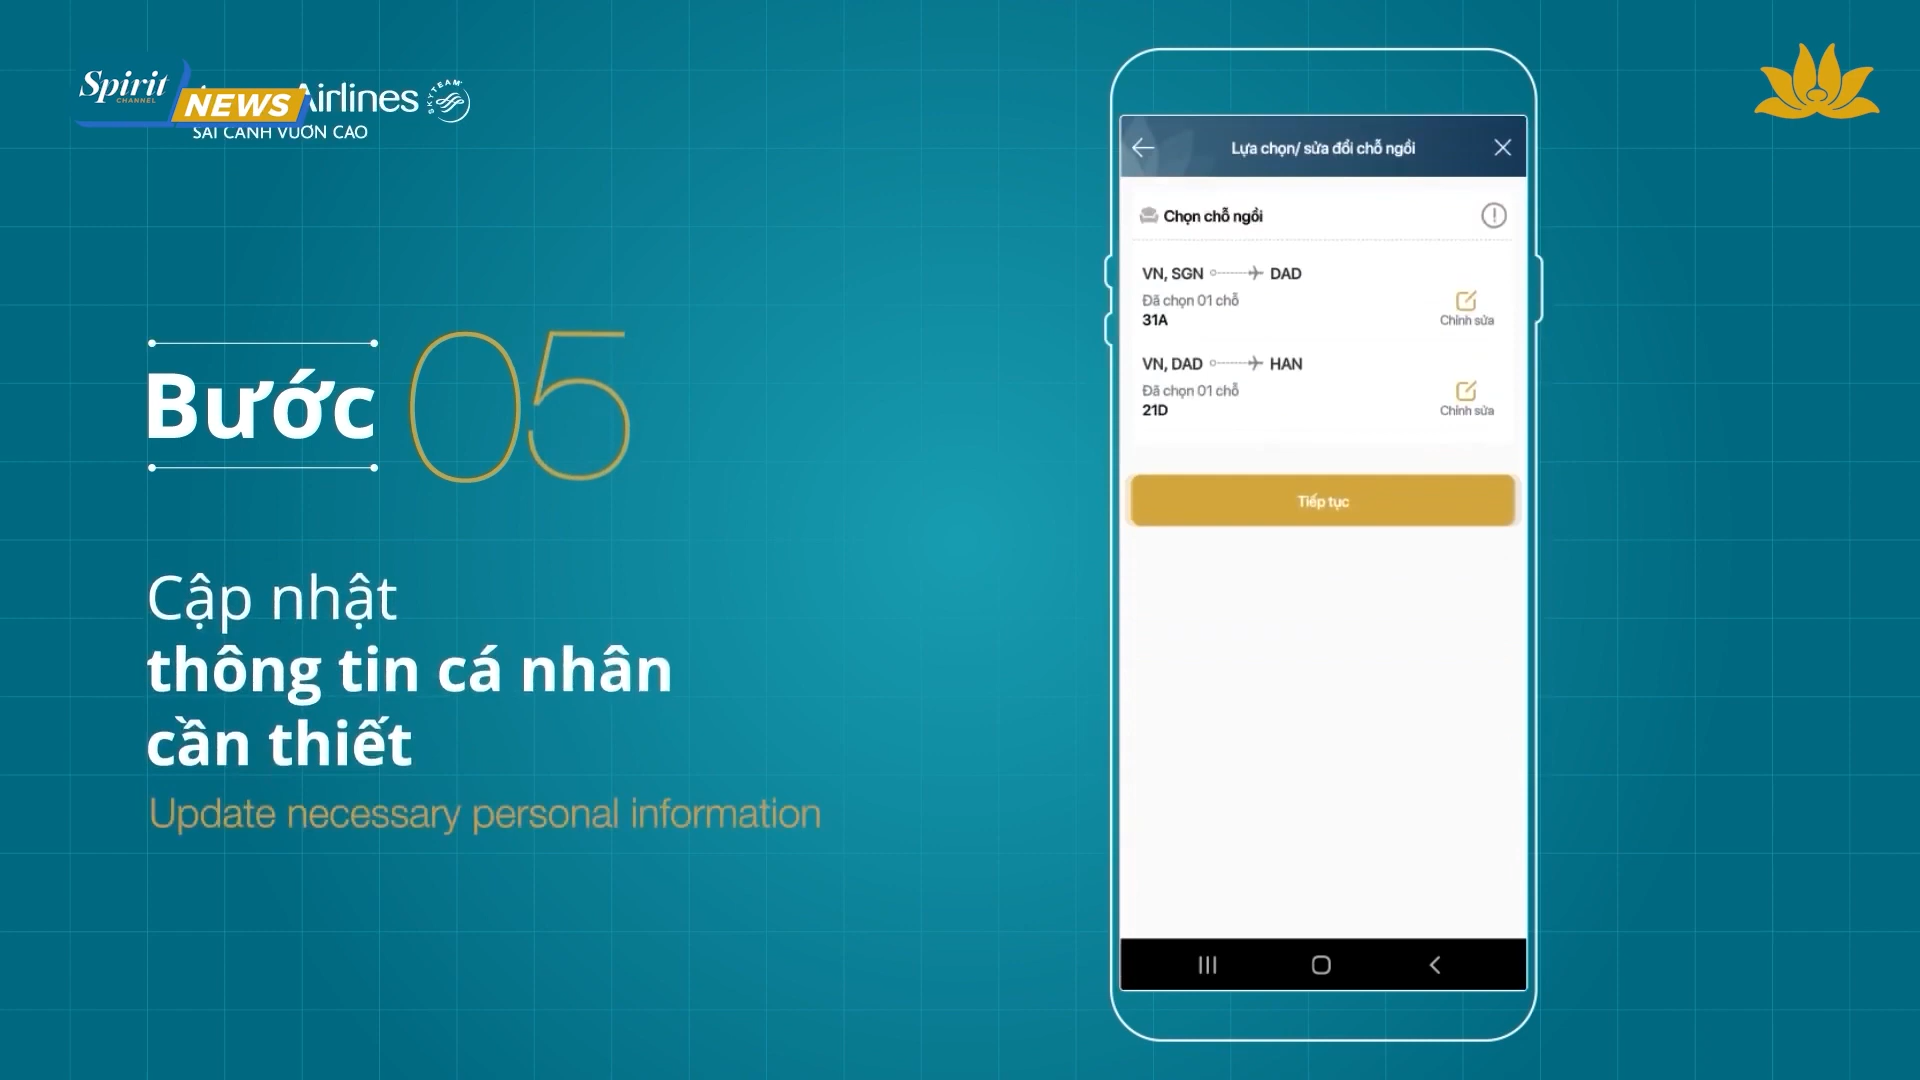 Spirit
CHANNEL
NEWS
Airlines
SKYTEAM
SẢI CÁNH VƯƠN CAO
Bước 05
Cập nhật
thông tin cá nhân
cần thiết
Update necessary personal information
Lựa chọn/ sửa đổi chỗ ngồi
Chọn chỗ ngồi
VN, SGN DAD
Đã chọn 01 chỗ
31A
Chỉnh sửa
VN, DAD HAN
Đã chọn 01 chỗ
21D
Chỉnh sửa
Tiếp tục